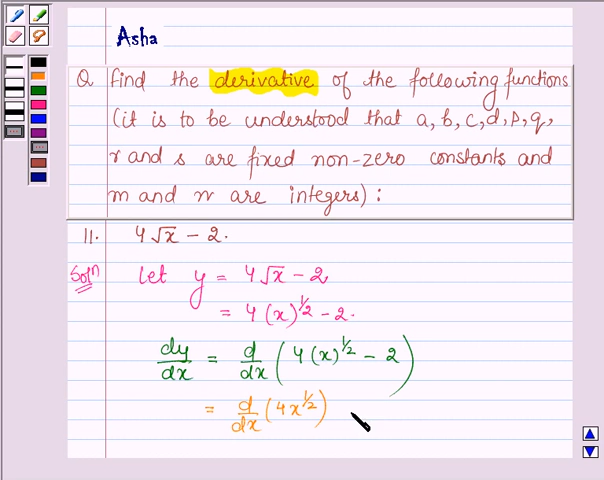 Asha
Q find the derivative of the following functions
(it is to be understood that a, b, c, d, p, q,
r and s are fixed non-zero constants and
m and n are integers) :
11. 4√x - 2.
Solⁿ Let y = 4√x - 2
= 4(x)^1/2 - 2.
dy/dx = d/dx (4(x)^1/2 - 2)
= d/dx (4x^1/2)